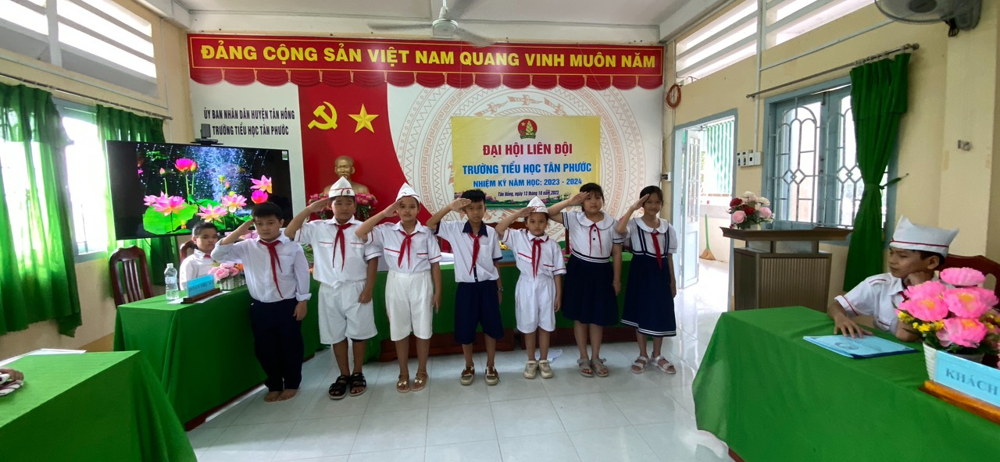 ĐẢNG CỘNG SẢN VIỆT NAM QUANG VINH MUÔN NĂM
ỦY BAN NHÂN DÂN HUYỆN TÂN HỒNG
TRƯỜNG TIỂU HỌC TÂN PHƯỚC
ĐẠI HỘI LIÊN ĐỘI
TRƯỜNG TIỂU HỌC TÂN PHƯỚC
NHIỆM KỲ NĂM HỌC: 2023 - 2024
Tân Hồng, ngày 13 tháng 10 năm 2023
KHÁCH